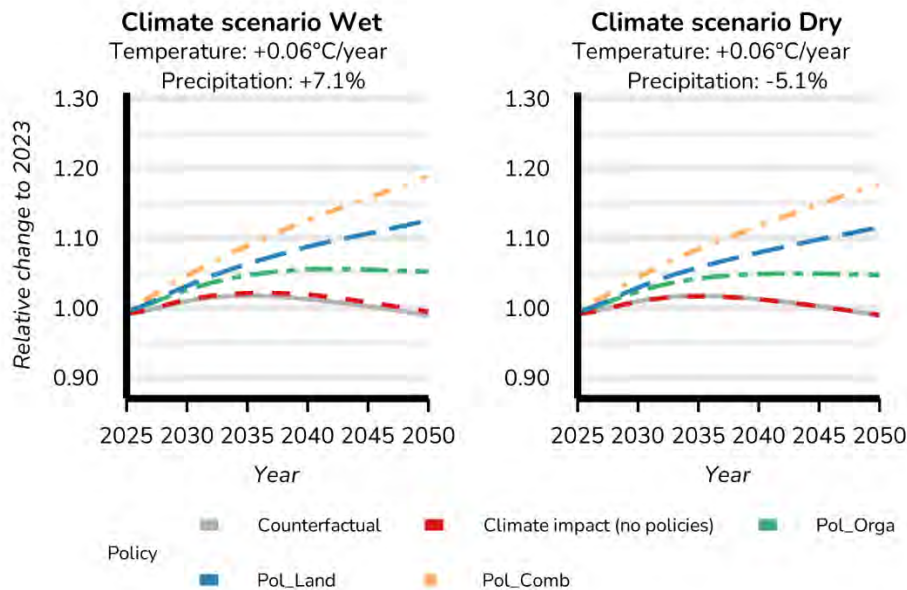 Climate scenario Wet
Temperature: +0.06°C/year
Precipitation: +7.1%
1.30
1.20
1.10
1.00
0.90
Relative change to 2023
2025 2030 2035 2040 2045 2050
Year
Climate scenario Dry
Temperature: +0.06°C/year
Precipitation: -5.1%
1.30
1.20
1.10
1.00
0.90
2025 2030 2035 2040 2045 2050
Year
Policy
Counterfactual
Climate impact (no policies)
Pol_Orga
Pol_Land
Pol_Comb